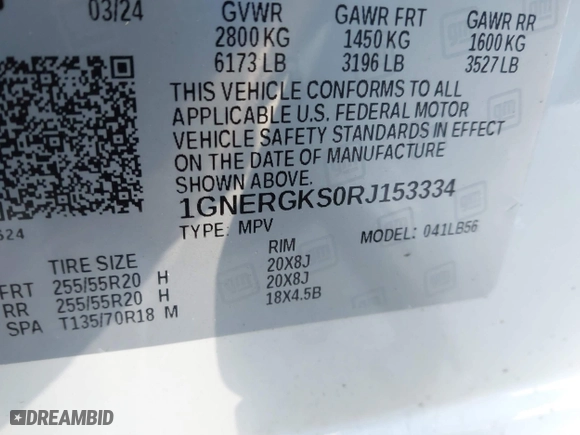 03/24
GVWR GAWR FRT GAWR RR
2800 KG 1450 KG 1600 KG
6173 LB 3196 LB 3527 LB
THIS VEHICLE CONFORMS TO ALL
APPLICABLE U.S. FEDERAL MOTOR
VEHICLE SAFETY STANDARDS IN EFFECT
ON THE DATE OF MANUFACTURE
SHOWN ABOVE.
1GNERGKS0RJ153334
TYPE: MPV MODEL: 041LB56
TIRE SIZE RIM
FRT 255/55R20 H 20X8J
RR 255/55R20 H 20X8J
SPA T135/70R18 M 18X4.5B
DREAMBID